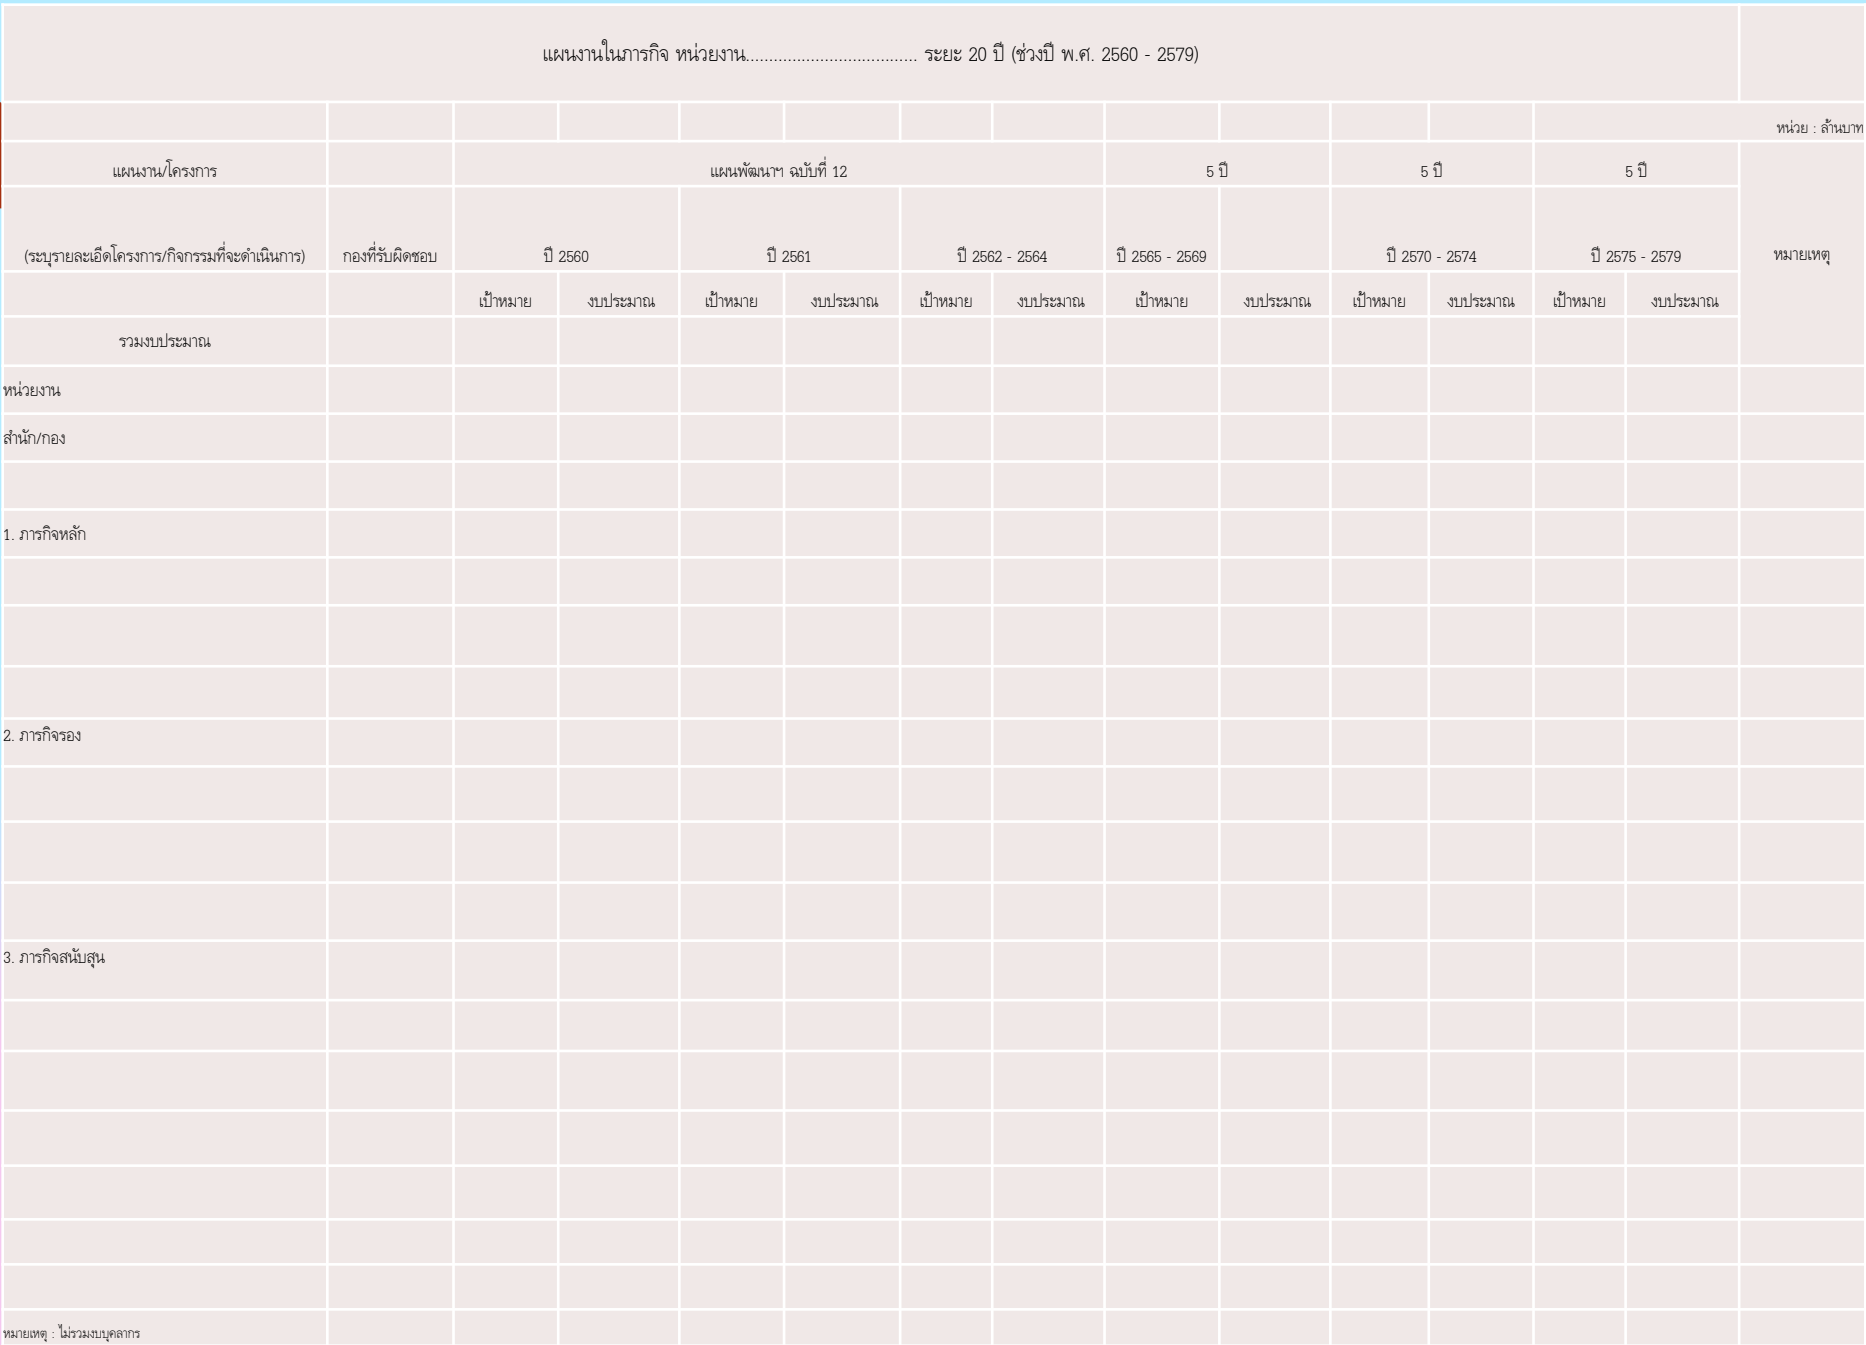 แผนงานในภารกิจ หน่วยงาน..................................... ระยะ 20 ปี (ช่วงปี พ.ศ. 2560 - 2579)
หน่วย : ล้านบาท
แผนงาน/โครงการ แผนพัฒนาฯ ฉบับที่ 12 5 ปี 5 ปี 5 ปี
(ระบุรายละเอียดโครงการ/กิจกรรมที่จะดำเนินการ) กองที่รับผิดชอบ ปี 2560 ปี 2561 ปี 2562 - 2564 ปี 2565 - 2569 ปี 2570 - 2574 ปี 2575 - 2579 หมายเหตุ
เป้าหมาย งบประมาณ เป้าหมาย งบประมาณ เป้าหมาย งบประมาณ เป้าหมาย งบประมาณ เป้าหมาย งบประมาณ เป้าหมาย งบประมาณ
รวมงบประมาณ
หน่วยงาน
สำนัก/กอง
1. ภารกิจหลัก
2. ภารกิจรอง
3. ภารกิจสนับสุน
หมายเหตุ : ไม่รวมงบบุคลากร